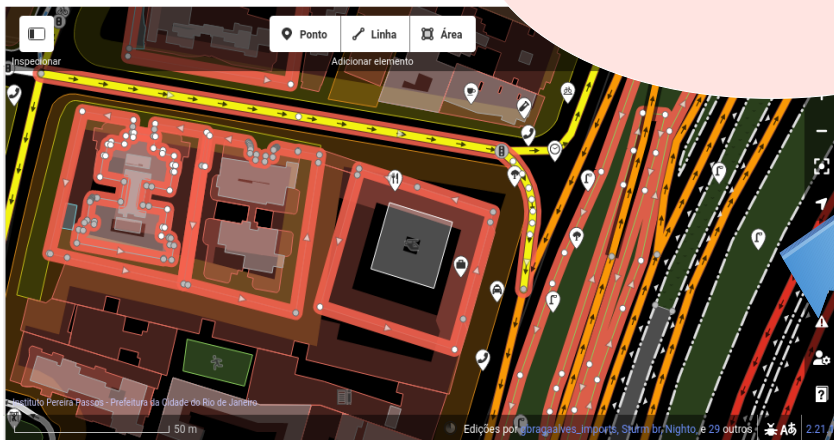 Ponto
Linha
Área
Inspecionar
Adicionar elemento
Instituto Pereira Passos - Prefeitura da Cidade do Rio de Janeiro
50 m
Edições por gbragaalves_imports, Sturm br, Nighto, e 29 outros
2.21